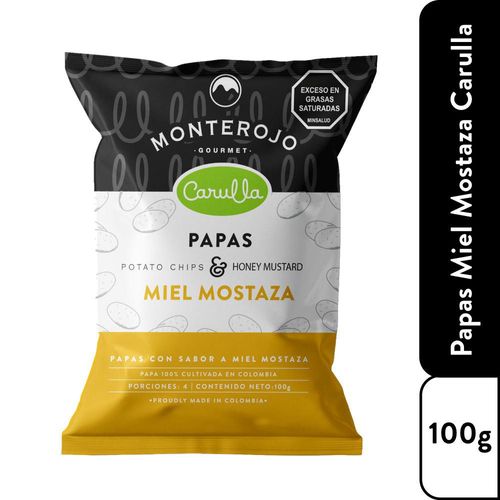 EXCESO EN
GRASAS
SATURADAS
MINSALUD
MONTEROJO
•GOURMET•
Carulla
PAPAS
POTATO CHIPS & HONEY MUSTARD
MIEL MOSTAZA
PAPAS CON SABOR A MIEL MOSTAZA
PAPA 100% CULTIVADA EN COLOMBIA
PORCIONES: 4 | CONTENIDO NETO:100g
•PROUDLY MADE IN COLOMBIA•
Papas Miel Mostaza Carulla
100g